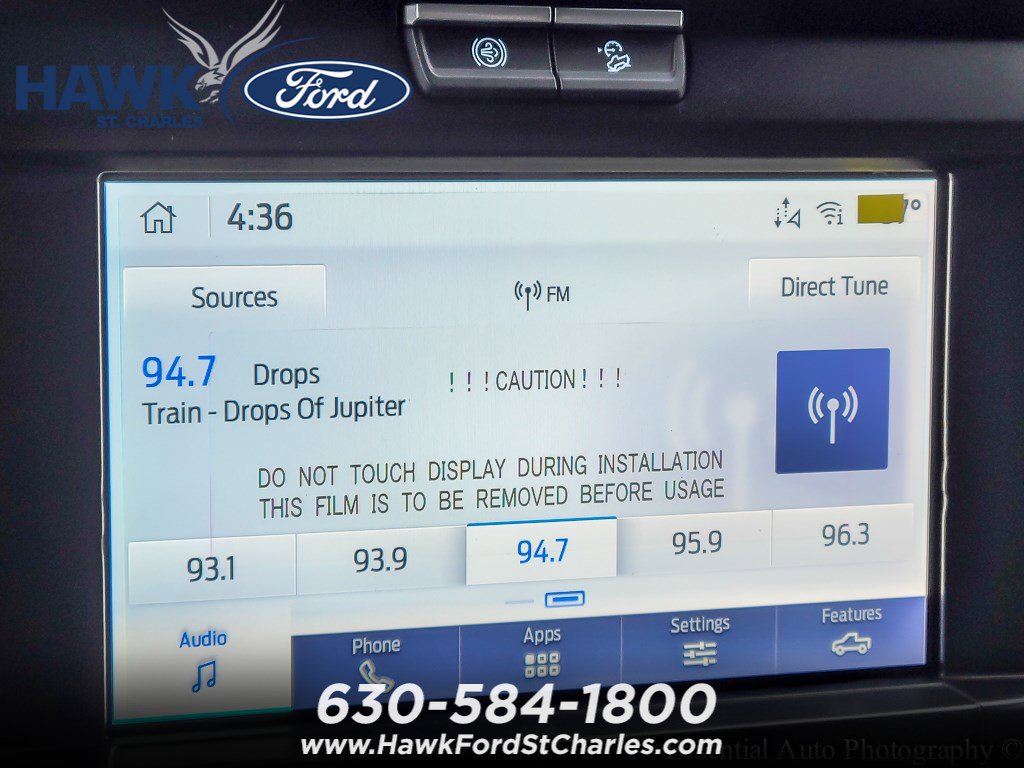 HAWK
ST. CHARLES
Ford
4:36
Sources
FM
Direct Tune
94.7 Drops
Train - Drops Of Jupiter
! ! ! CAUTION ! ! !
DO NOT TOUCH DISPLAY DURING INSTALLATION
THIS FILM IS TO BE REMOVED BEFORE USAGE
93.1 93.9 94.7 95.9 96.3
Audio Phone Apps Settings Features
630-584-1800
www.HawkFordStCharles.com
Auto Photography ©